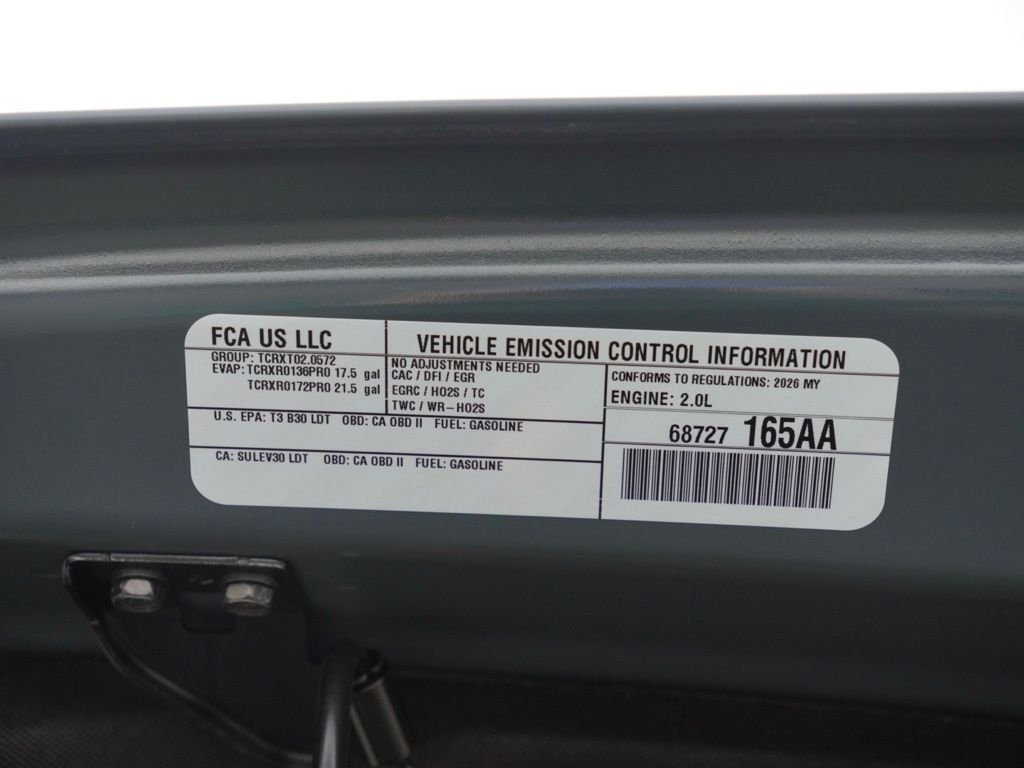 FCA US LLC
GROUP: TCRXT02.0572
EVAP: TCRXR0136PR0 17.5 gal
TCRXR0172PR0 21.5 gal
VEHICLE EMISSION CONTROL INFORMATION
NO ADJUSTMENTS NEEDED
CAC / DFI / EGR
EGRC / HO2S / TC
TWC / WR-HO2S
CONFORMS TO REGULATIONS: 2026 MY
ENGINE: 2.0L
U.S. EPA: T3 B30 LDT OBD: CA OBD II FUEL: GASOLINE
68727 165AA
CA: SULEV30 LDT OBD: CA OBD II FUEL: GASOLINE